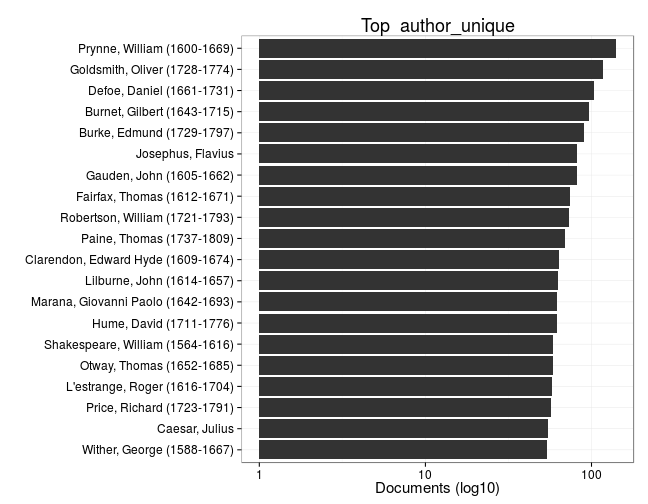 Top author_unique
Prynne, William (1600-1669)
Goldsmith, Oliver (1728-1774)
Defoe, Daniel (1661-1731)
Burnet, Gilbert (1643-1715)
Burke, Edmund (1729-1797)
Josephus, Flavius
Gauden, John (1605-1662)
Fairfax, Thomas (1612-1671)
Robertson, William (1721-1793)
Paine, Thomas (1737-1809)
Clarendon, Edward Hyde (1609-1674)
Lilburne, John (1614-1657)
Marana, Giovanni Paolo (1642-1693)
Hume, David (1711-1776)
Shakespeare, William (1564-1616)
Otway, Thomas (1652-1685)
L'estrange, Roger (1616-1704)
Price, Richard (1723-1791)
Caesar, Julius
Wither, George (1588-1667)
1 10 100
Documents (log10)